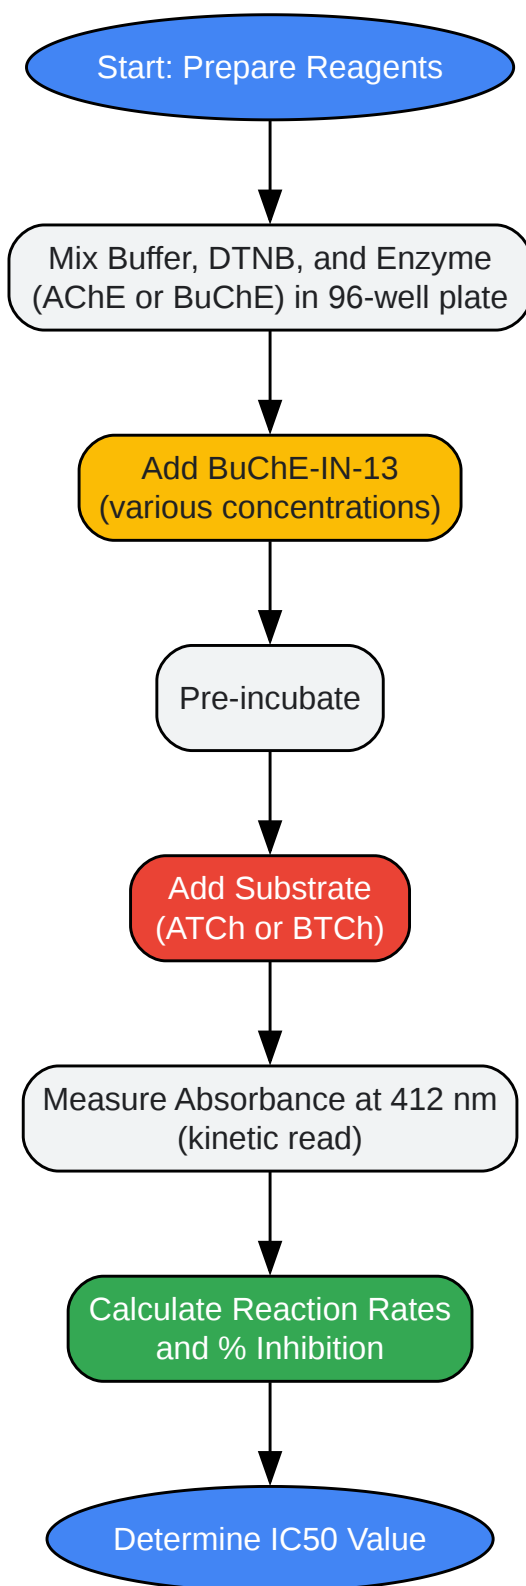 Start: Prepare Reagents
Mix Buffer, DTNB, and Enzyme
(AChE or BuChE) in 96-well plate
Add BuChE-IN-13
(various concentrations)
Pre-incubate
Add Substrate
(ATCh or BTCh)
Measure Absorbance at 412 nm
(kinetic read)
Calculate Reaction Rates
and % Inhibition
Determine IC50 Value